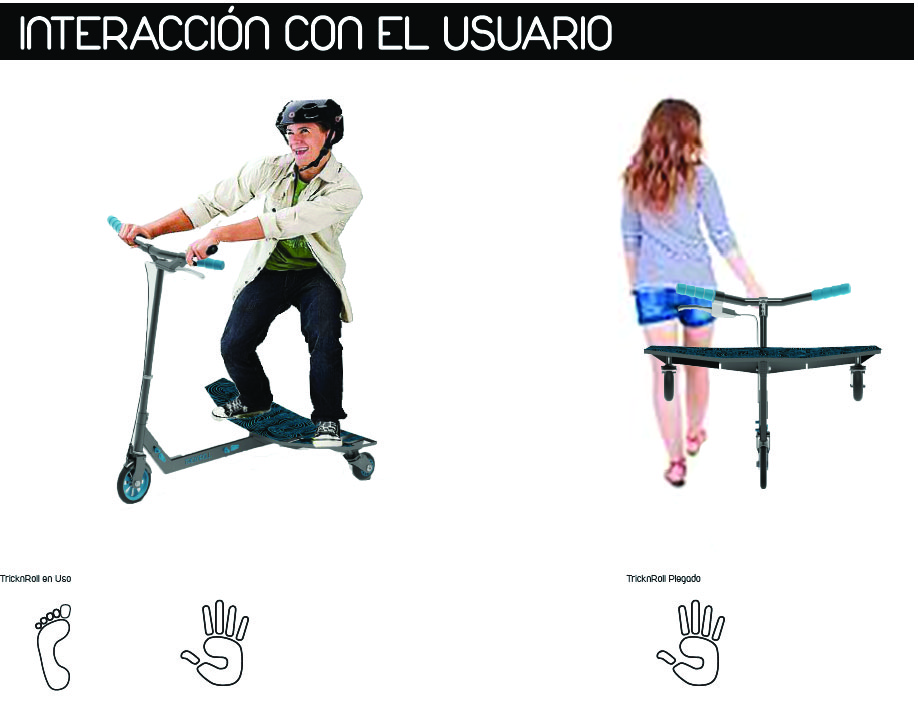 INTERACCIÓN CON EL USUARIO
TricknRoll en Uso
TricknRoll Plegado